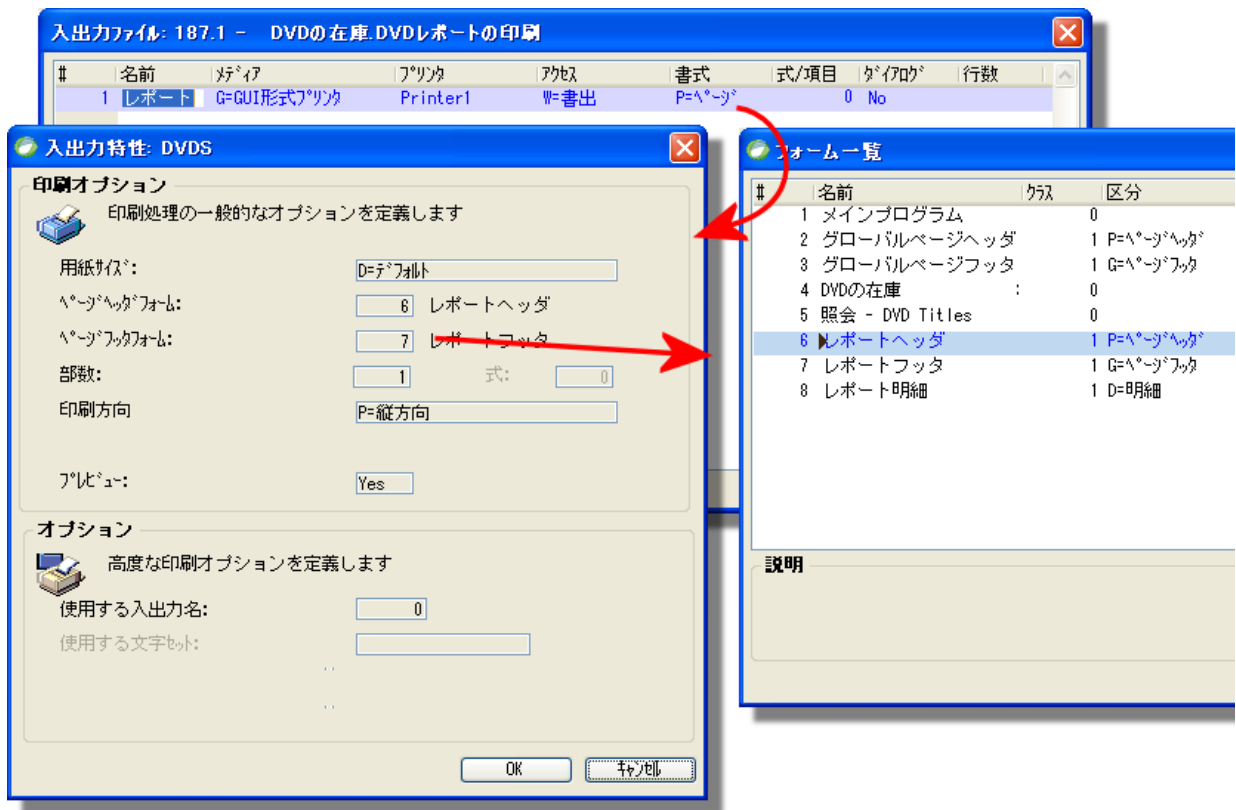 入出力ファイル: 187.1 -　DVDの在庫.DVDレポートの印刷
# 名前 ﾒﾃﾞｨｱ ﾌﾟﾘﾝﾀ ｱｸｾｽ 書式 式/項目 ﾀﾞｲｱﾛｸﾞ 行数
1 レポート G=GUI形式ﾌﾟﾘﾝﾀ Printer1 W=書出 P=ﾍﾟｰｼﾞ 0 No
入出力特性: DVDS
印刷オプション
印刷処理の一般的なオプションを定義します
用紙ｻｲｽﾞ: D=ﾃﾞﾌｫﾙﾄ
ﾍﾟｰｼﾞﾍｯﾀﾞﾌｫｰﾑ: 6 レポートヘッダ
ﾍﾟｰｼﾞﾌｯﾀﾌｫｰﾑ: 7 レポートフッタ
部数: 1 式: 0
印刷方向 P=縦方向
ﾌﾟﾚﾋﾞｭｰ: Yes
オプション
高度な印刷オプションを定義します
使用する入出力名: 0
使用する文字ｾｯﾄ:
OK ｷｬﾝｾﾙ
フォーム一覧
# 名前 ｸﾗｽ 区分
1 メインプログラム 0
2 グローバルページヘッダ 1 P=ﾍﾟｰｼﾞﾍｯﾀﾞ
3 グローバルページフッタ 1 G=ﾍﾟｰｼﾞﾌｯﾀ
4 DVDの在庫 : 0
5 照会 - DVD Titles 0
6 レポートヘッダ 1 P=ﾍﾟｰｼﾞﾍｯﾀﾞ
7 レポートフッタ 1 G=ﾍﾟｰｼﾞﾌｯﾀ
8 レポート明細 1 D=明細
説明